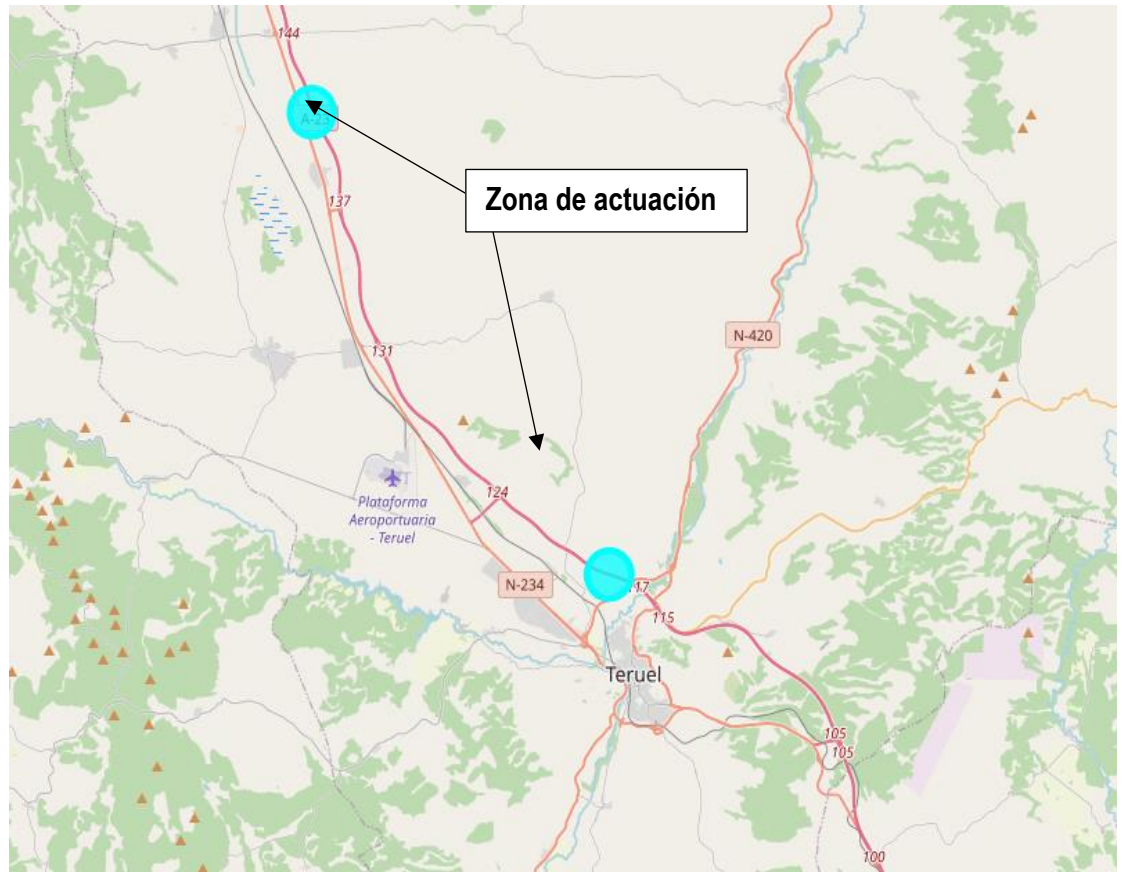 144
A-23
Zona de actuación
137
N-420
131
124
Plataforma
Aeroportuaria
- Teruel
N-234
117
115
Teruel
105
105
100